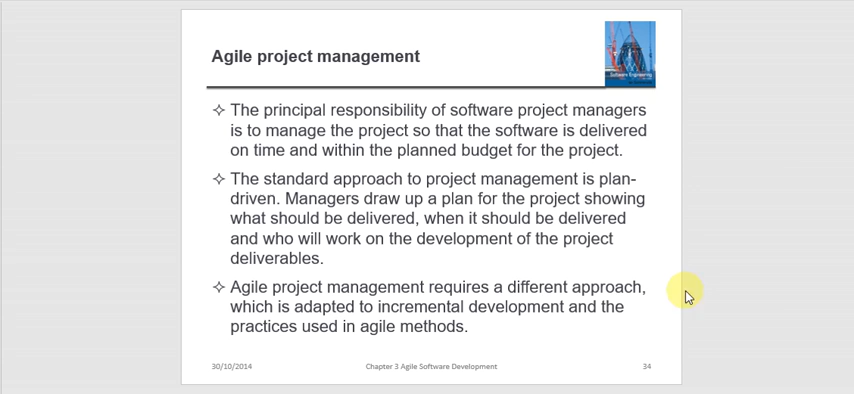 Agile project management
Software Engineering
✧ The principal responsibility of software project managers
is to manage the project so that the software is delivered
on time and within the planned budget for the project.
✧ The standard approach to project management is plan-
driven. Managers draw up a plan for the project showing
what should be delivered, when it should be delivered
and who will work on the development of the project
deliverables.
✧ Agile project management requires a different approach,
which is adapted to incremental development and the
practices used in agile methods.
30/10/2014 Chapter 3 Agile Software Development 34